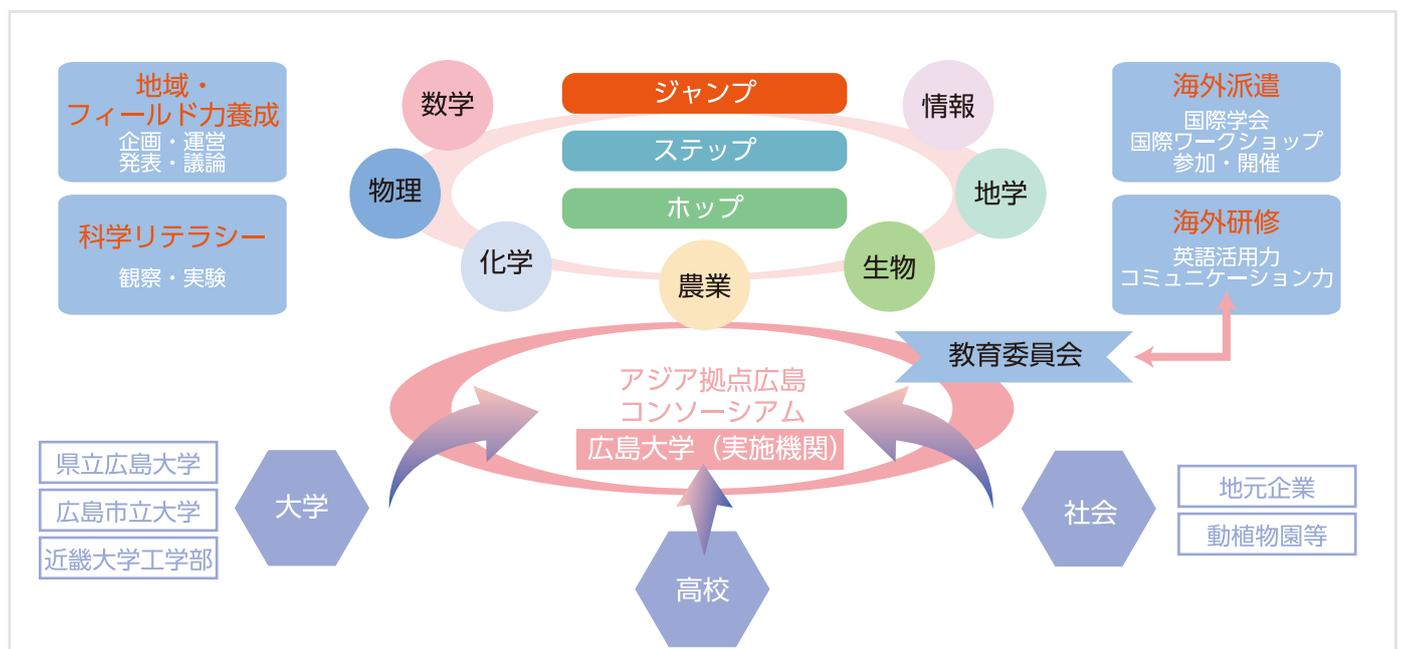 地域・
フィールド力養成
企画・運営
発表・議論
科学リテラシー
観察・実験
数学
物理
化学
農業
生物
地学
情報
ジャンプ
ステップ
ホップ
海外派遣
国際学会
国際ワークショップ
参加・開催
海外研修
英語活用力
コミュニケーション力
教育委員会
アジア拠点広島
コンソーシアム
広島大学（実施機関）
県立広島大学
広島市立大学
近畿大学工学部
大学
高校
社会
地元企業
動植物園等